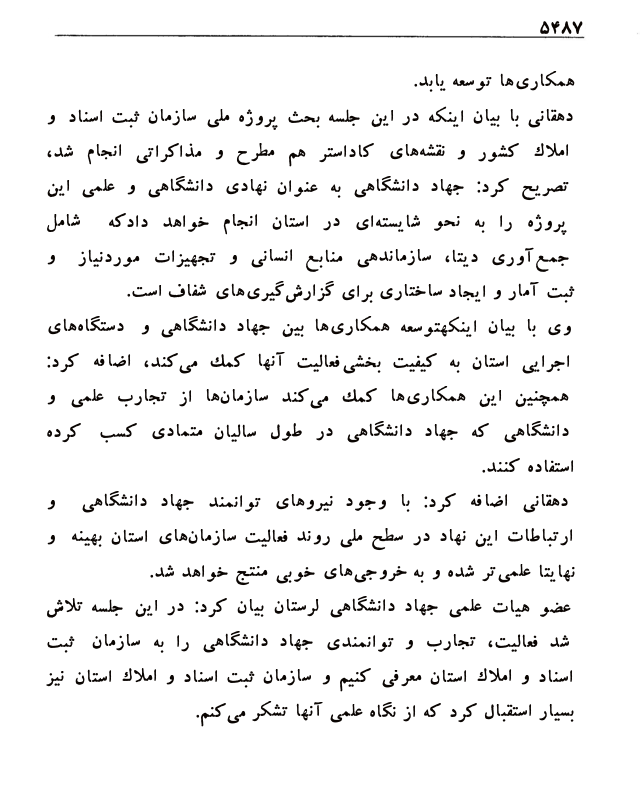 ۵۴۸۷
همکاری‌ها توسعه یابد.
دهقانی با بیان اینکه در این جلسه بحث پروژه ملی سازمان ثبت اسناد و
املاك کشور و نقشه‌های کاداستر هم مطرح و مذاکراتی انجام شد،
تصریح کرد: جهاد دانشگاهی به عنوان نهادی دانشگاهی و علمی این
پروژه را به نحو شایسته‌ای در استان انجام خواهد دادکه شامل
جمع‌آوری دیتا، سازماندهی منابع انسانی و تجهیزات موردنیاز و
ثبت آمار و ایجاد ساختاری برای گزارش‌گیری‌های شفاف است.
وی با بیان اینکهتوسعه همکاری‌ها بین جهاد دانشگاهی و دستگاه‌های
اجرایی استان به کیفیت بخشی‌فعالیت آنها کمك می‌کند، اضافه کرد:
همچنین این همکاری‌ها کمك می‌کند سازمان‌ها از تجارب علمی و
دانشگاهی که جهاد دانشگاهی در طول سالیان متمادی کسب کرده
استفاده کنند.
دهقانی اضافه کرد: با وجود نیروهای توانمند جهاد دانشگاهی و
ارتباطات این نهاد در سطح ملی روند فعالیت سازمان‌های استان بهینه و
نهایتا علمی‌تر شده و به خروجی‌های خوبی منتج خواهد شد.
عضو هیات علمی جهاد دانشگاهی لرستان بیان کرد: در این جلسه تلاش
شد فعالیت، تجارب و توانمندی جهاد دانشگاهی را به سازمان ثبت
اسناد و املاك استان معرفی کنیم و سازمان ثبت اسناد و املاك استان نیز
بسیار استقبال کرد که از نگاه علمی آنها تشکر می‌کنم.